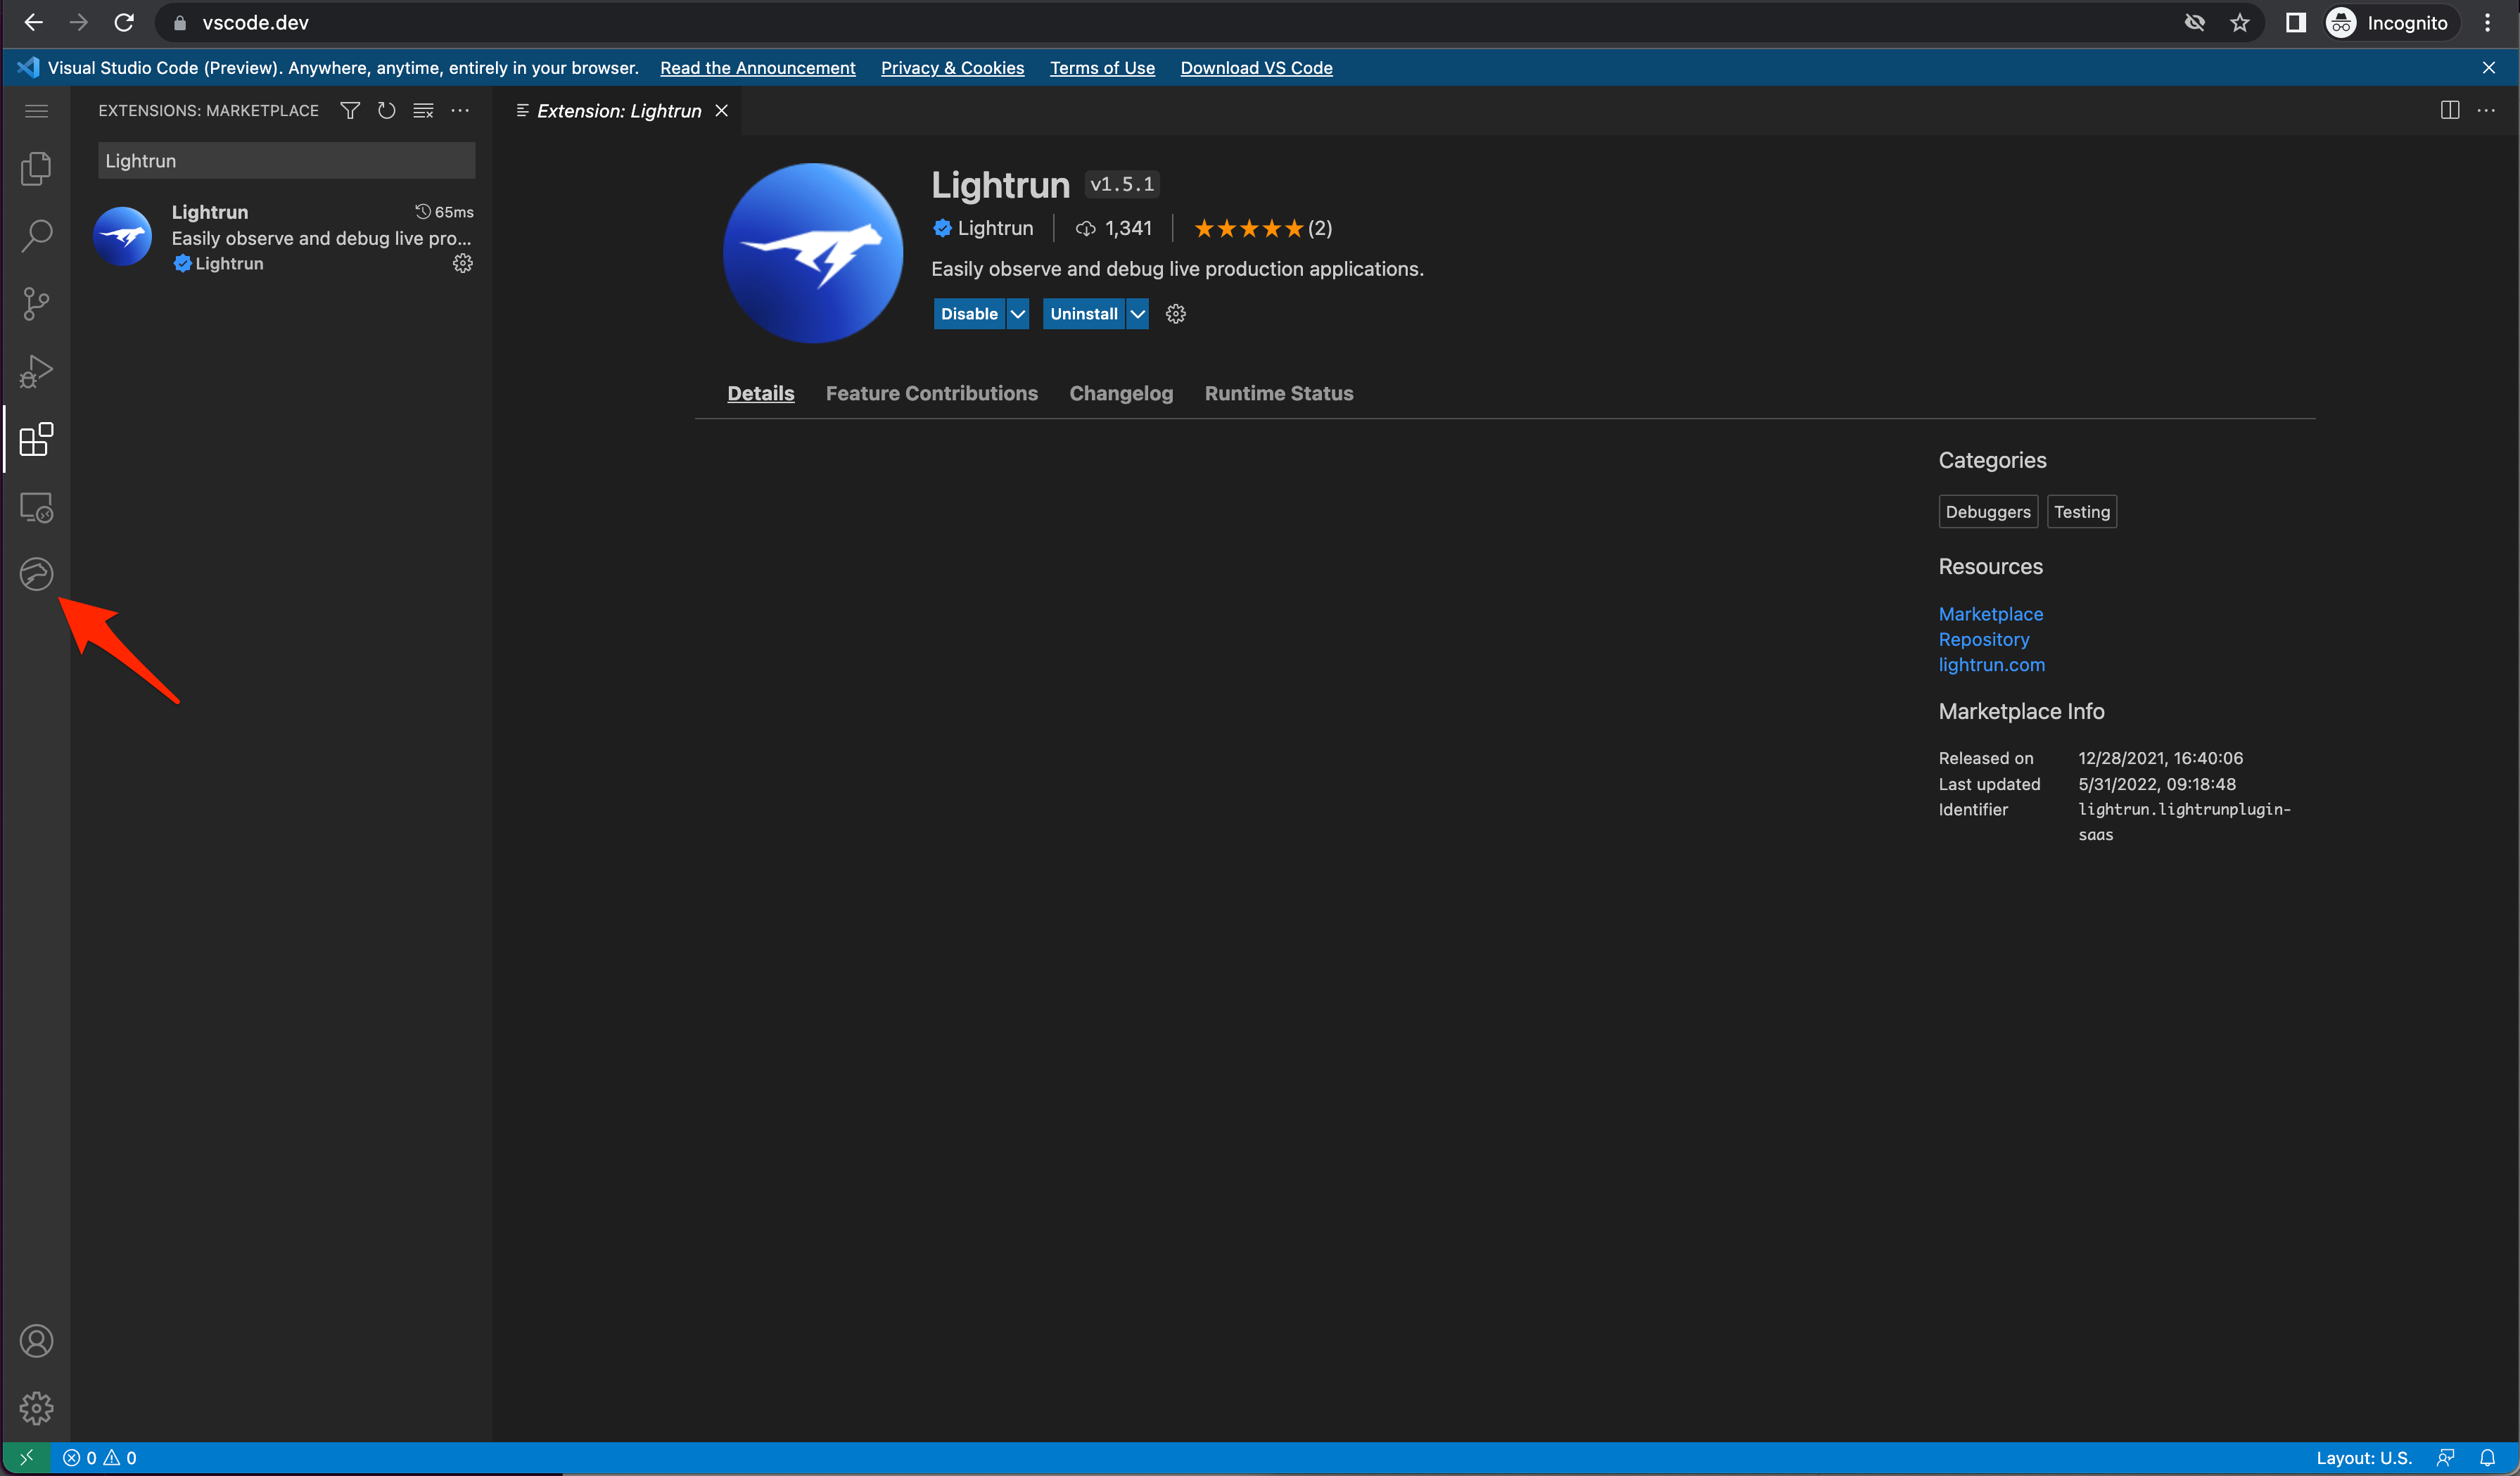 vscode.dev
Incognito
Visual Studio Code (Preview). Anywhere, anytime, entirely in your browser. Read the Announcement Privacy & Cookies Terms of Use Download VS Code
EXTENSIONS: MARKETPLACE
Extension: Lightrun
Lightrun
Lightrun
65ms
Easily observe and debug live pro...
Lightrun
Lightrun v1.5.1
Lightrun 1,341 (2)
Easily observe and debug live production applications.
Disable Uninstall
Details Feature Contributions Changelog Runtime Status
Categories
Debuggers Testing
Resources
Marketplace
Repository
lightrun.com
Marketplace Info
Released on 12/28/2021, 16:40:06
Last updated 5/31/2022, 09:18:48
Identifier lightrun.lightrunplugin-
saas
0 0
Layout: U.S.